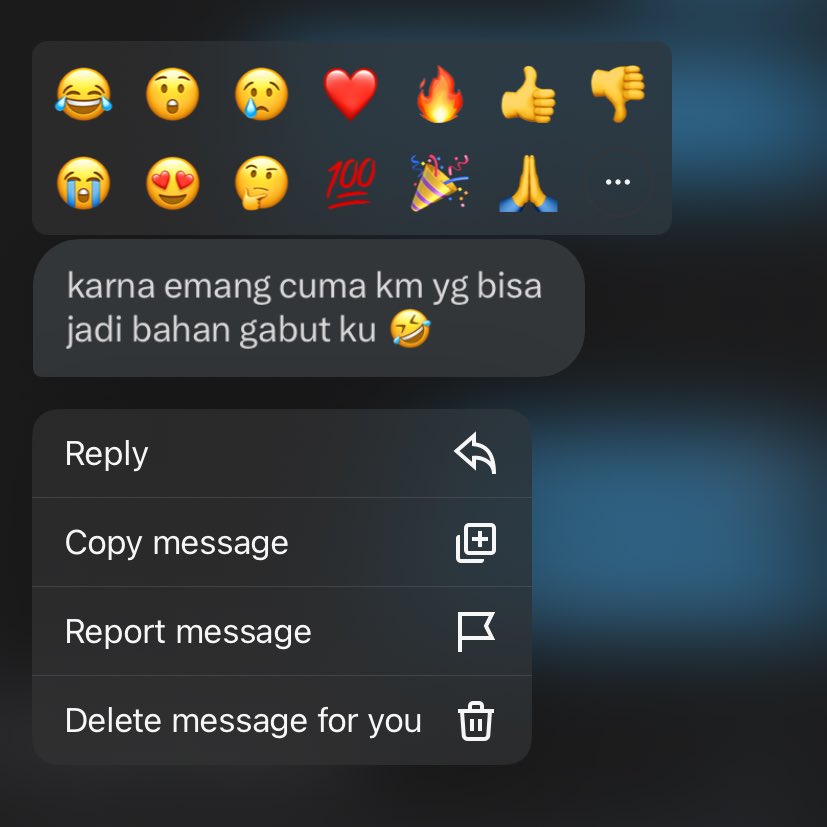 karna emang cuma km yg bisa
jadi bahan gabut ku 🤣
Reply
Copy message
Report message
Delete message for you